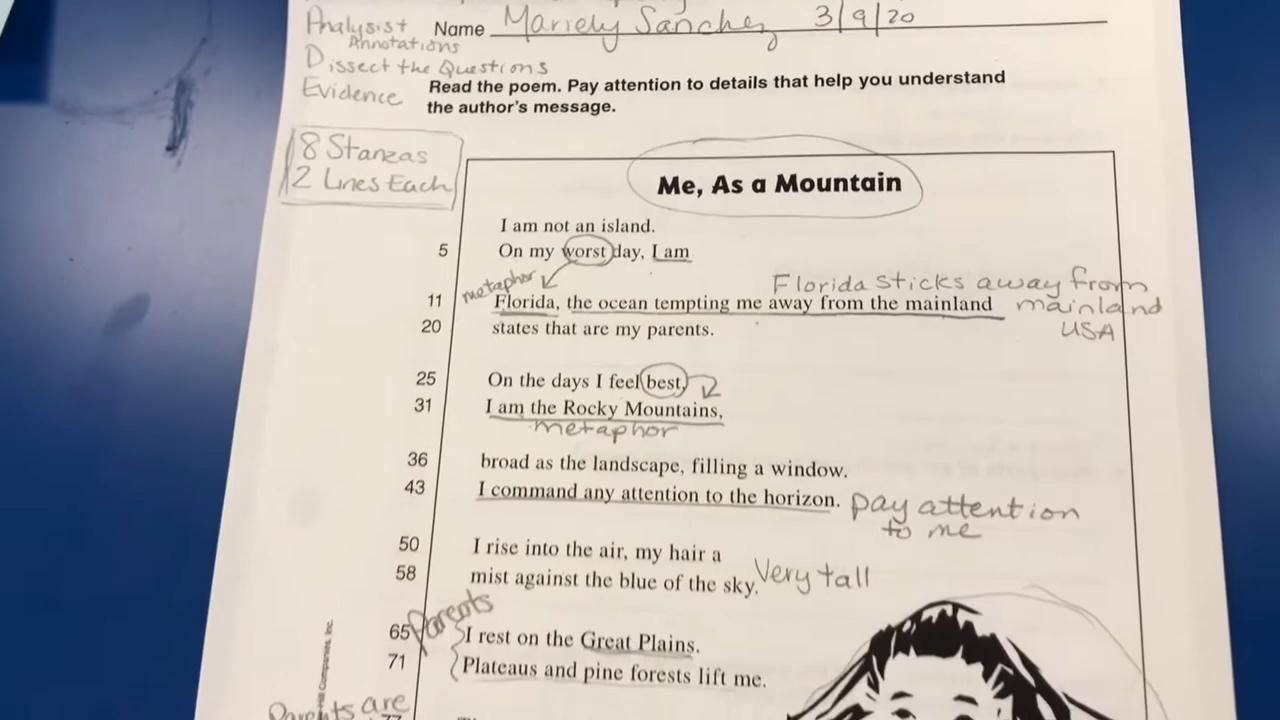 Analysist
Annotations
Name Mariely Sanchez 3/9/20
Dissect the Questions
Evidence
Read the poem. Pay attention to details that help you understand
the author's message.
8 Stanzas
2 Lines Each
Me, As a Mountain
I am not an island.
5 On my worst day, I am
metaphor
Florida sticks away from
mainland
USA
11 Florida, the ocean tempting me away from the mainland
20 states that are my parents.
25 On the days I feel best,
31 I am the Rocky Mountains,
metaphor
36 broad as the landscape, filling a window.
43 I command any attention to the horizon.
pay attention
to me
50 I rise into the air, my hair a
58 mist against the blue of the sky.
Very tall
Parents
65 I rest on the Great Plains.
71 Plateaus and pine forests lift me.
Parents are
77
Companies, Inc.